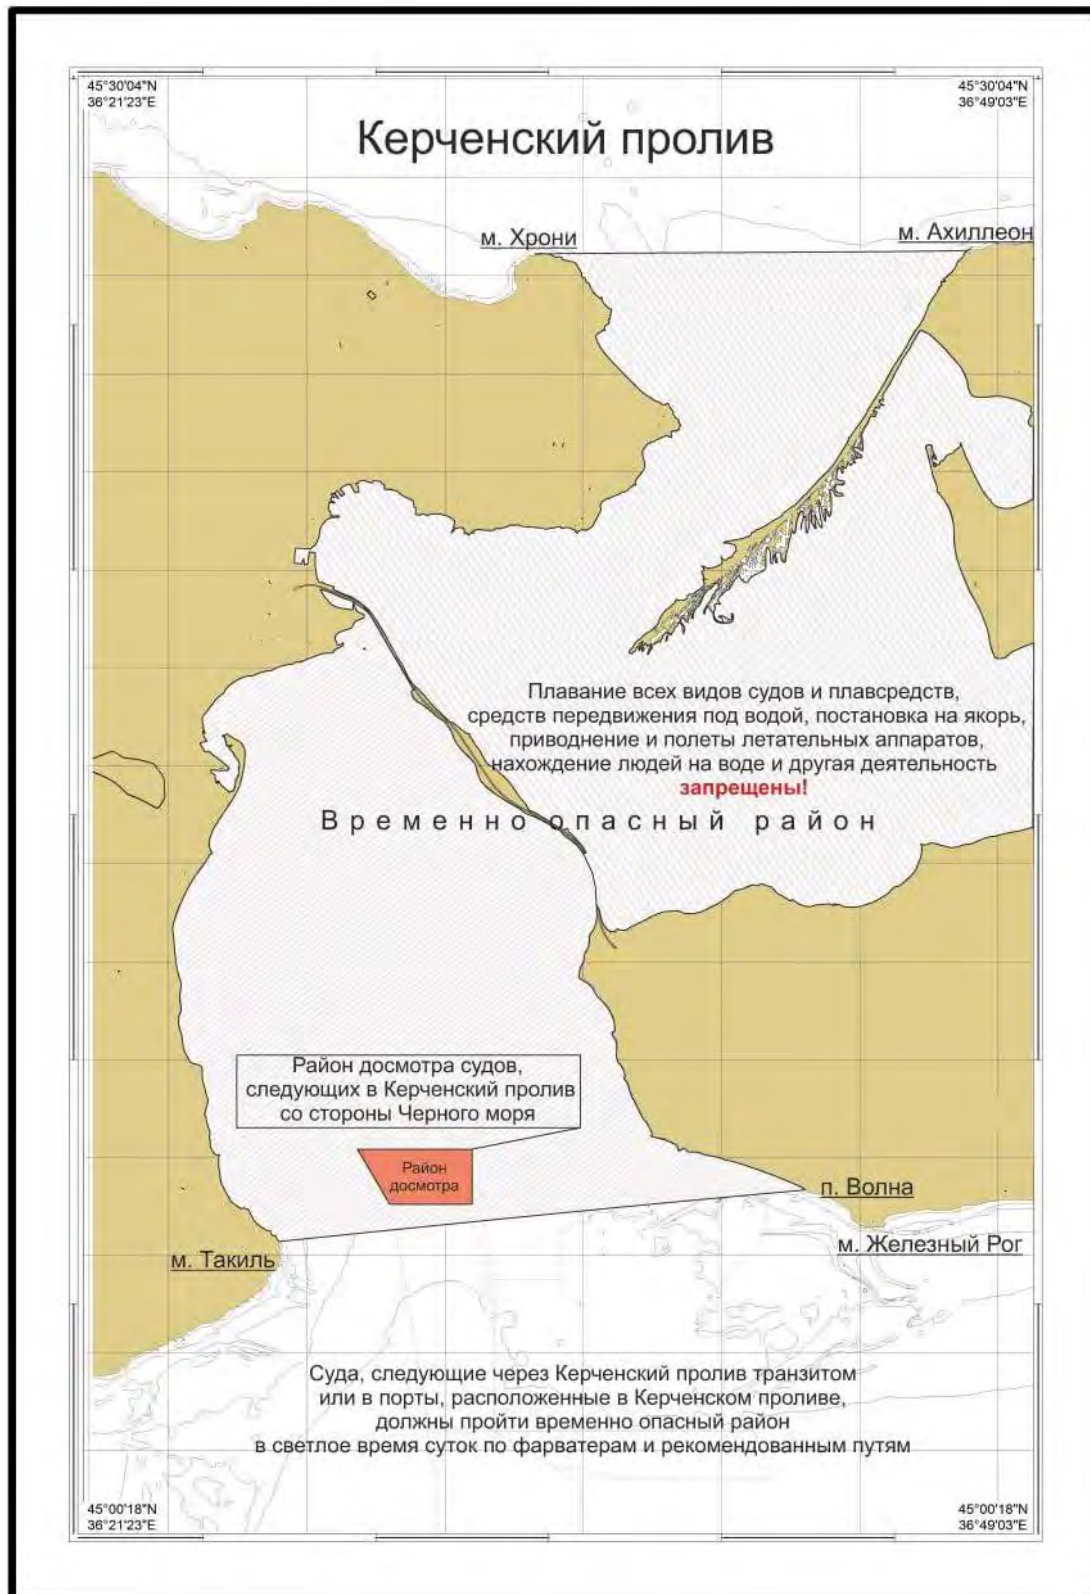 45°30'04"N
36°21'23"E
45°30'04"N
36°49'03"E
Керченский пролив
м. Хрони
м. Ахиллеон
Плавание всех видов судов и плавсредств,
средств передвижения под водой, постановка на якорь,
приводнение и полеты летательных аппаратов,
нахождение людей на воде и другая деятельность
запрещены!
Временно опасный район
Район досмотра судов,
следующих в Керченский пролив
со стороны Черного моря
Район
досмотра
п. Волна
м. Железный Рог
м. Такиль
Суда, следующие через Керченский пролив транзитом
или в порты, расположенные в Керченском проливе,
должны пройти временно опасный район
в светлое время суток по фарватерам и рекомендованным путям
45°00'18"N
36°21'23"E
45°00'18"N
36°49'03"E